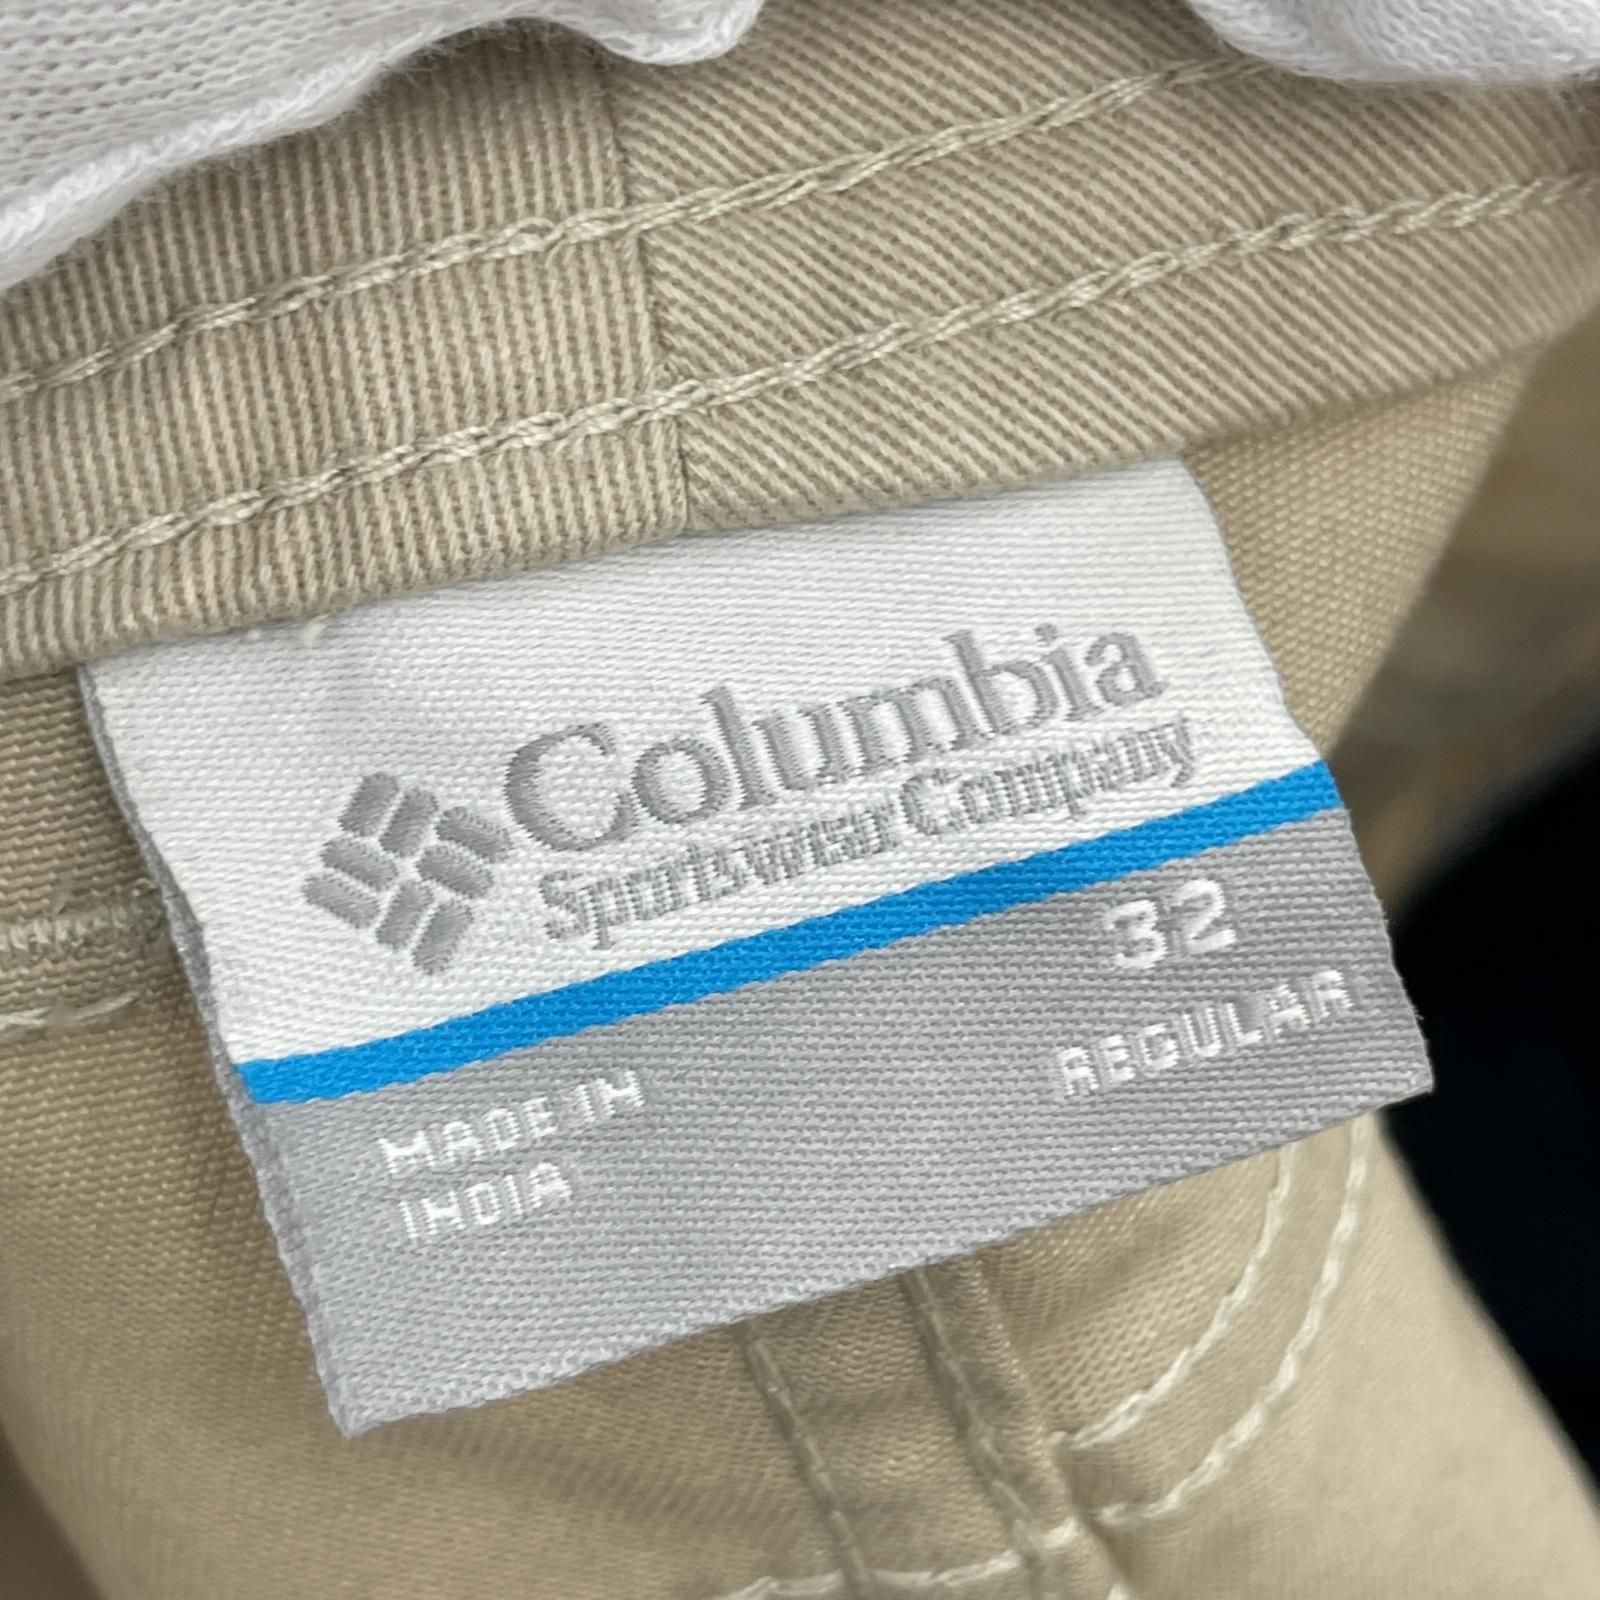 Columbia
Sportswear Company
32
REGULAR
MADE IN
INDIA